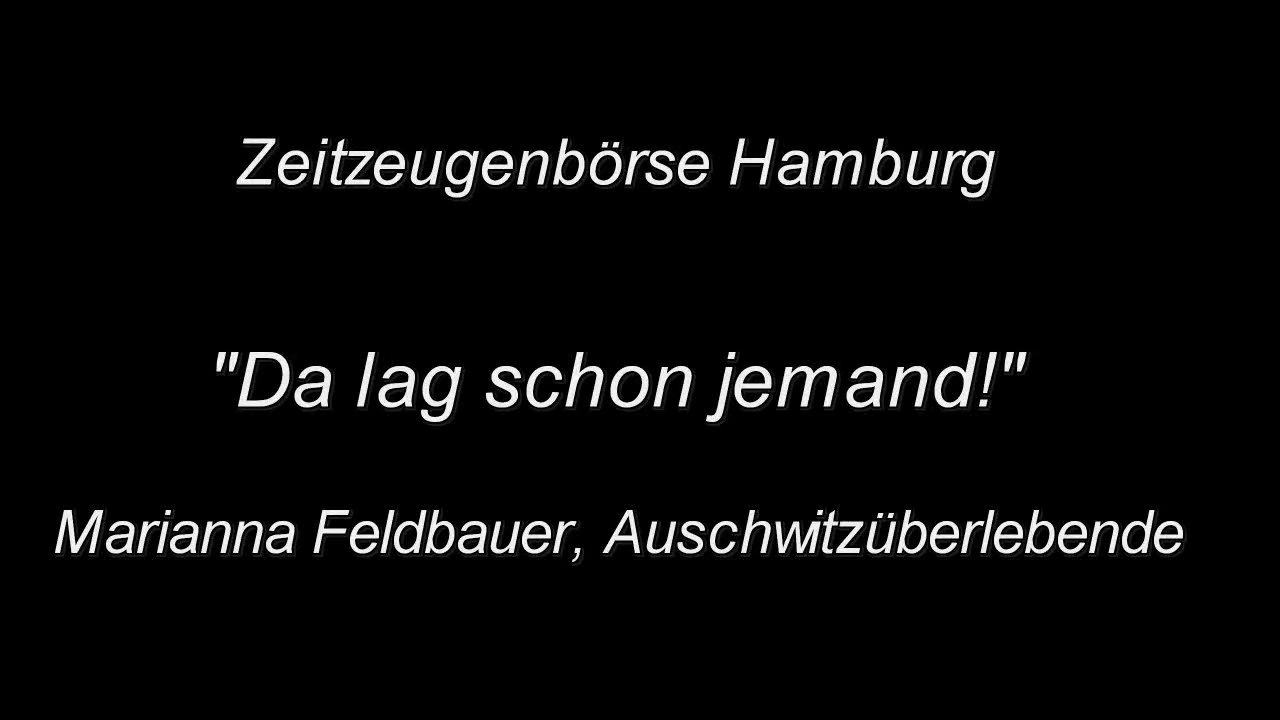 Zeitzeugenbörse Hamburg
"Da lag schon jemand!"
Marianna Feldbauer, Auschwitzüberlebende